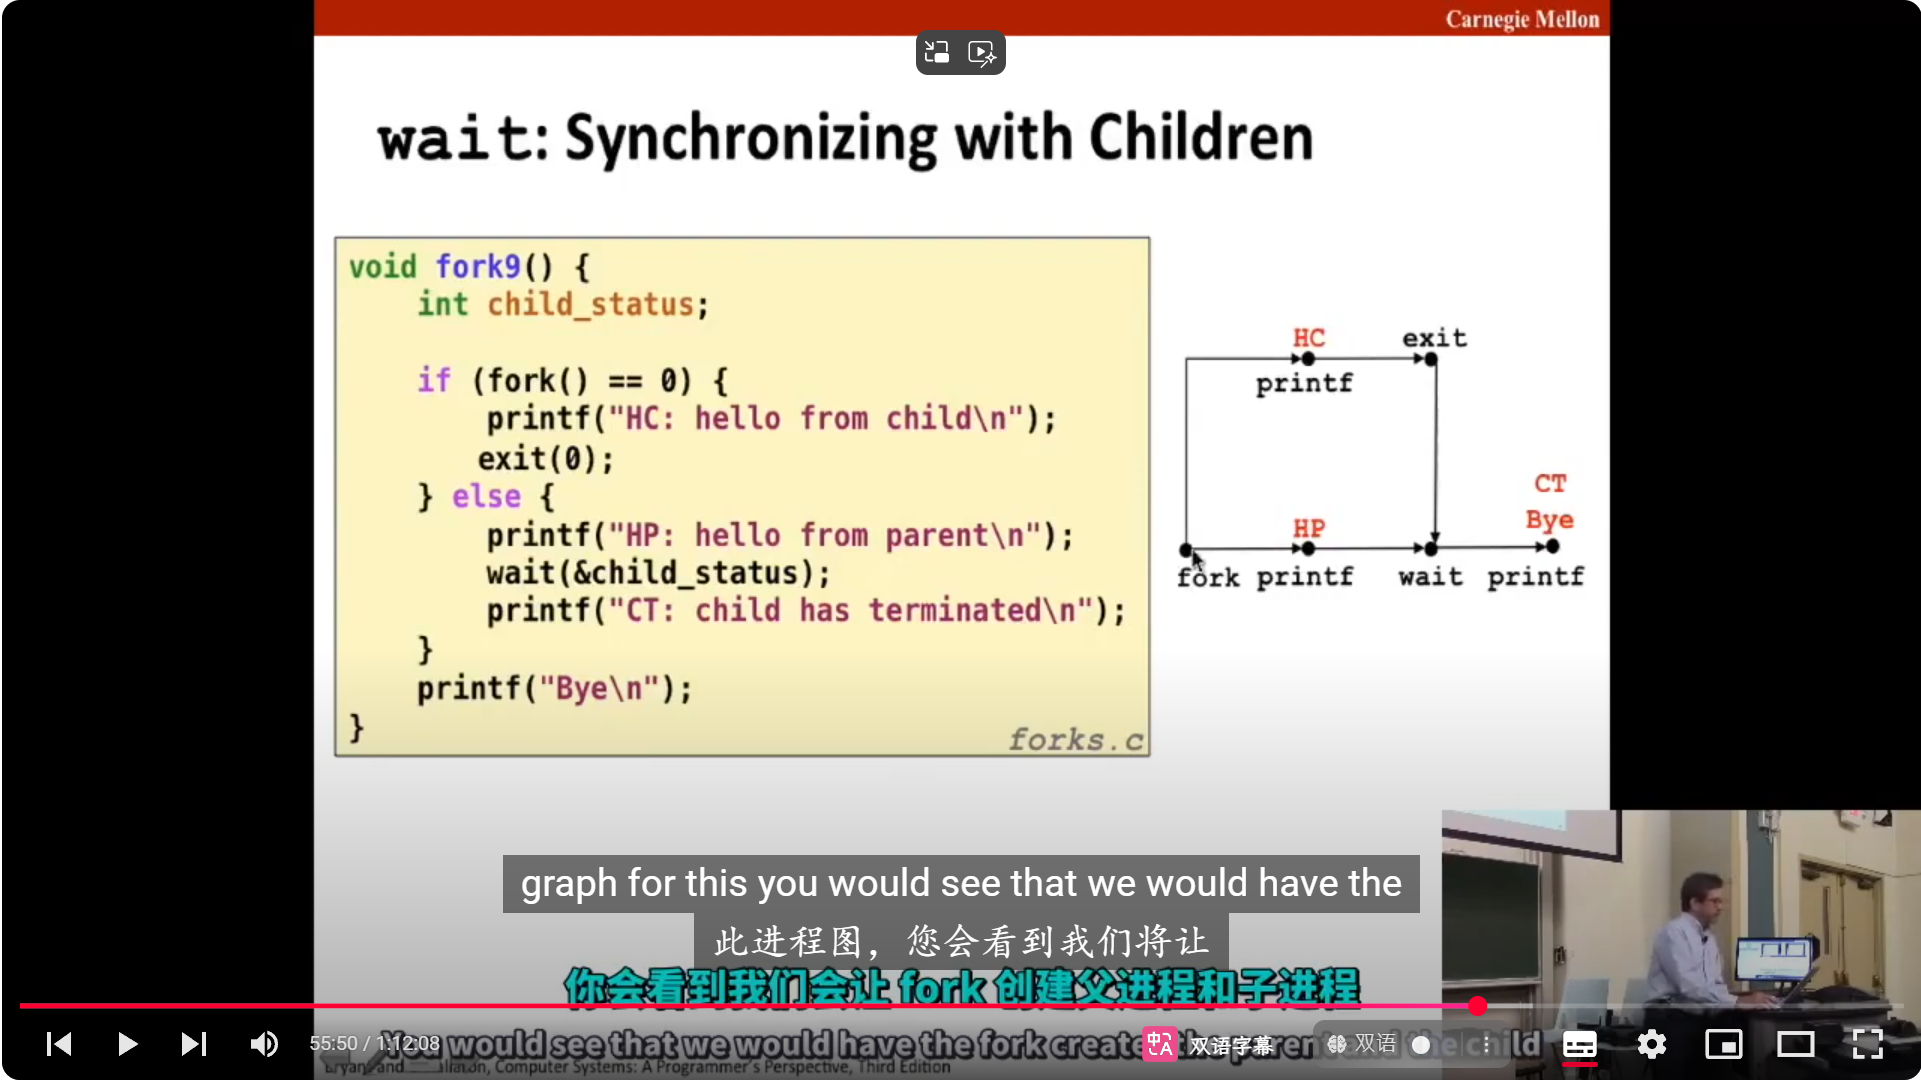 Carnegie Mellon
wait: Synchronizing with Children
void fork9() {
int child_status;
if (fork() == 0) {
printf("HC: hello from child\n");
exit(0);
} else {
printf("HP: hello from parent\n");
wait(&child_status);
printf("CT: child has terminated\n");
}
printf("Bye\n");
}
forks.c
HC
exit
printf
CT
Bye
HP
fork printf wait printf
graph for this you would see that we would have the
此进程图，您会看到我们将让
你会看到我们会让 fork 创建父进程和子进程
You would see that we would have the fork create the parent and the child
55:50 / 1:12:08
双语字幕
双语
Computer Systems: A Programmer's Perspective, Third Edition